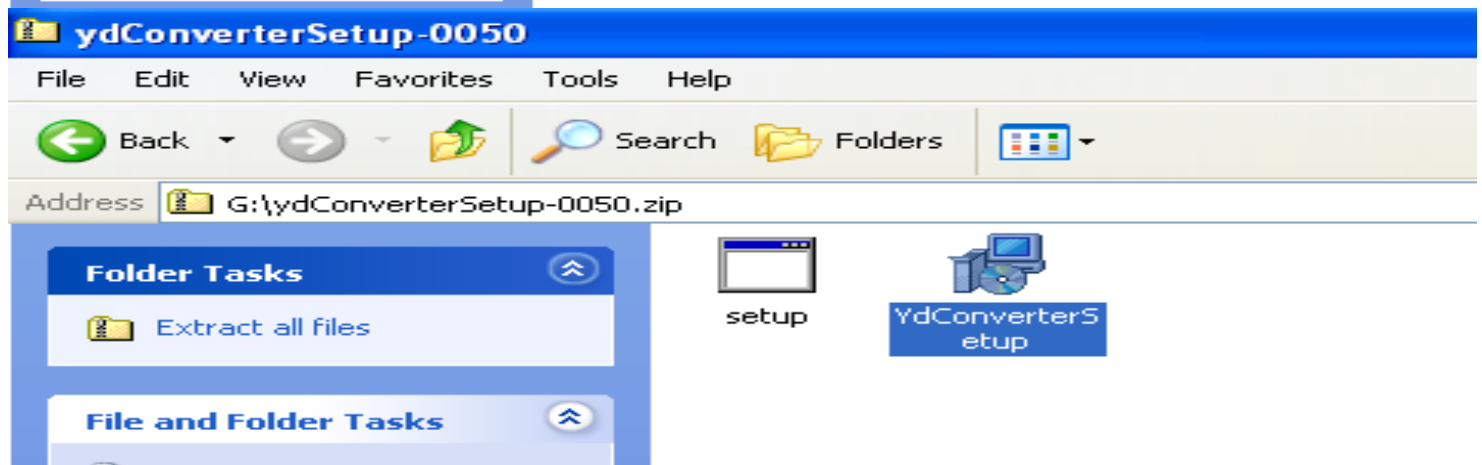 ydConverterSetup-0050
File Edit View Favorites Tools Help
Back Search Folders
Address G:\ydConverterSetup-0050.zip
Folder Tasks
Extract all files
File and Folder Tasks
setup
YdConverterS
etup